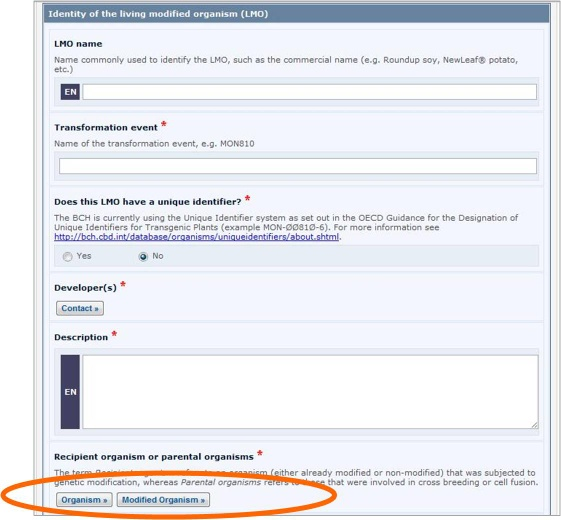 Identity of the living modified organism (LMO)
LMO name
Name commonly used to identify the LMO, such as the commercial name (e.g. Roundup soy, NewLeaf® potato,
etc.)
EN
Transformation event *
Name of the transformation event, e.g. MON810
Does this LMO have a unique identifier? *
The BCH is currently using the Unique Identifier system as set out in the OECD Guidance for the Designation of
Unique Identifiers for Transgenic Plants (example MON-ØØ81Ø-6). For more information see
http://bch.cbd.int/database/organisms/uniqueidentifiers/about.shtml.
Yes No
Developer(s) *
Contact »
Description *
EN
Recipient organism or parental organisms *
The term Recipient organism (either already modified or non-modified) that was subjected to
genetic modification, whereas Parental organisms refers to those that were involved in cross breeding or cell fusion.
Organism » Modified Organism »